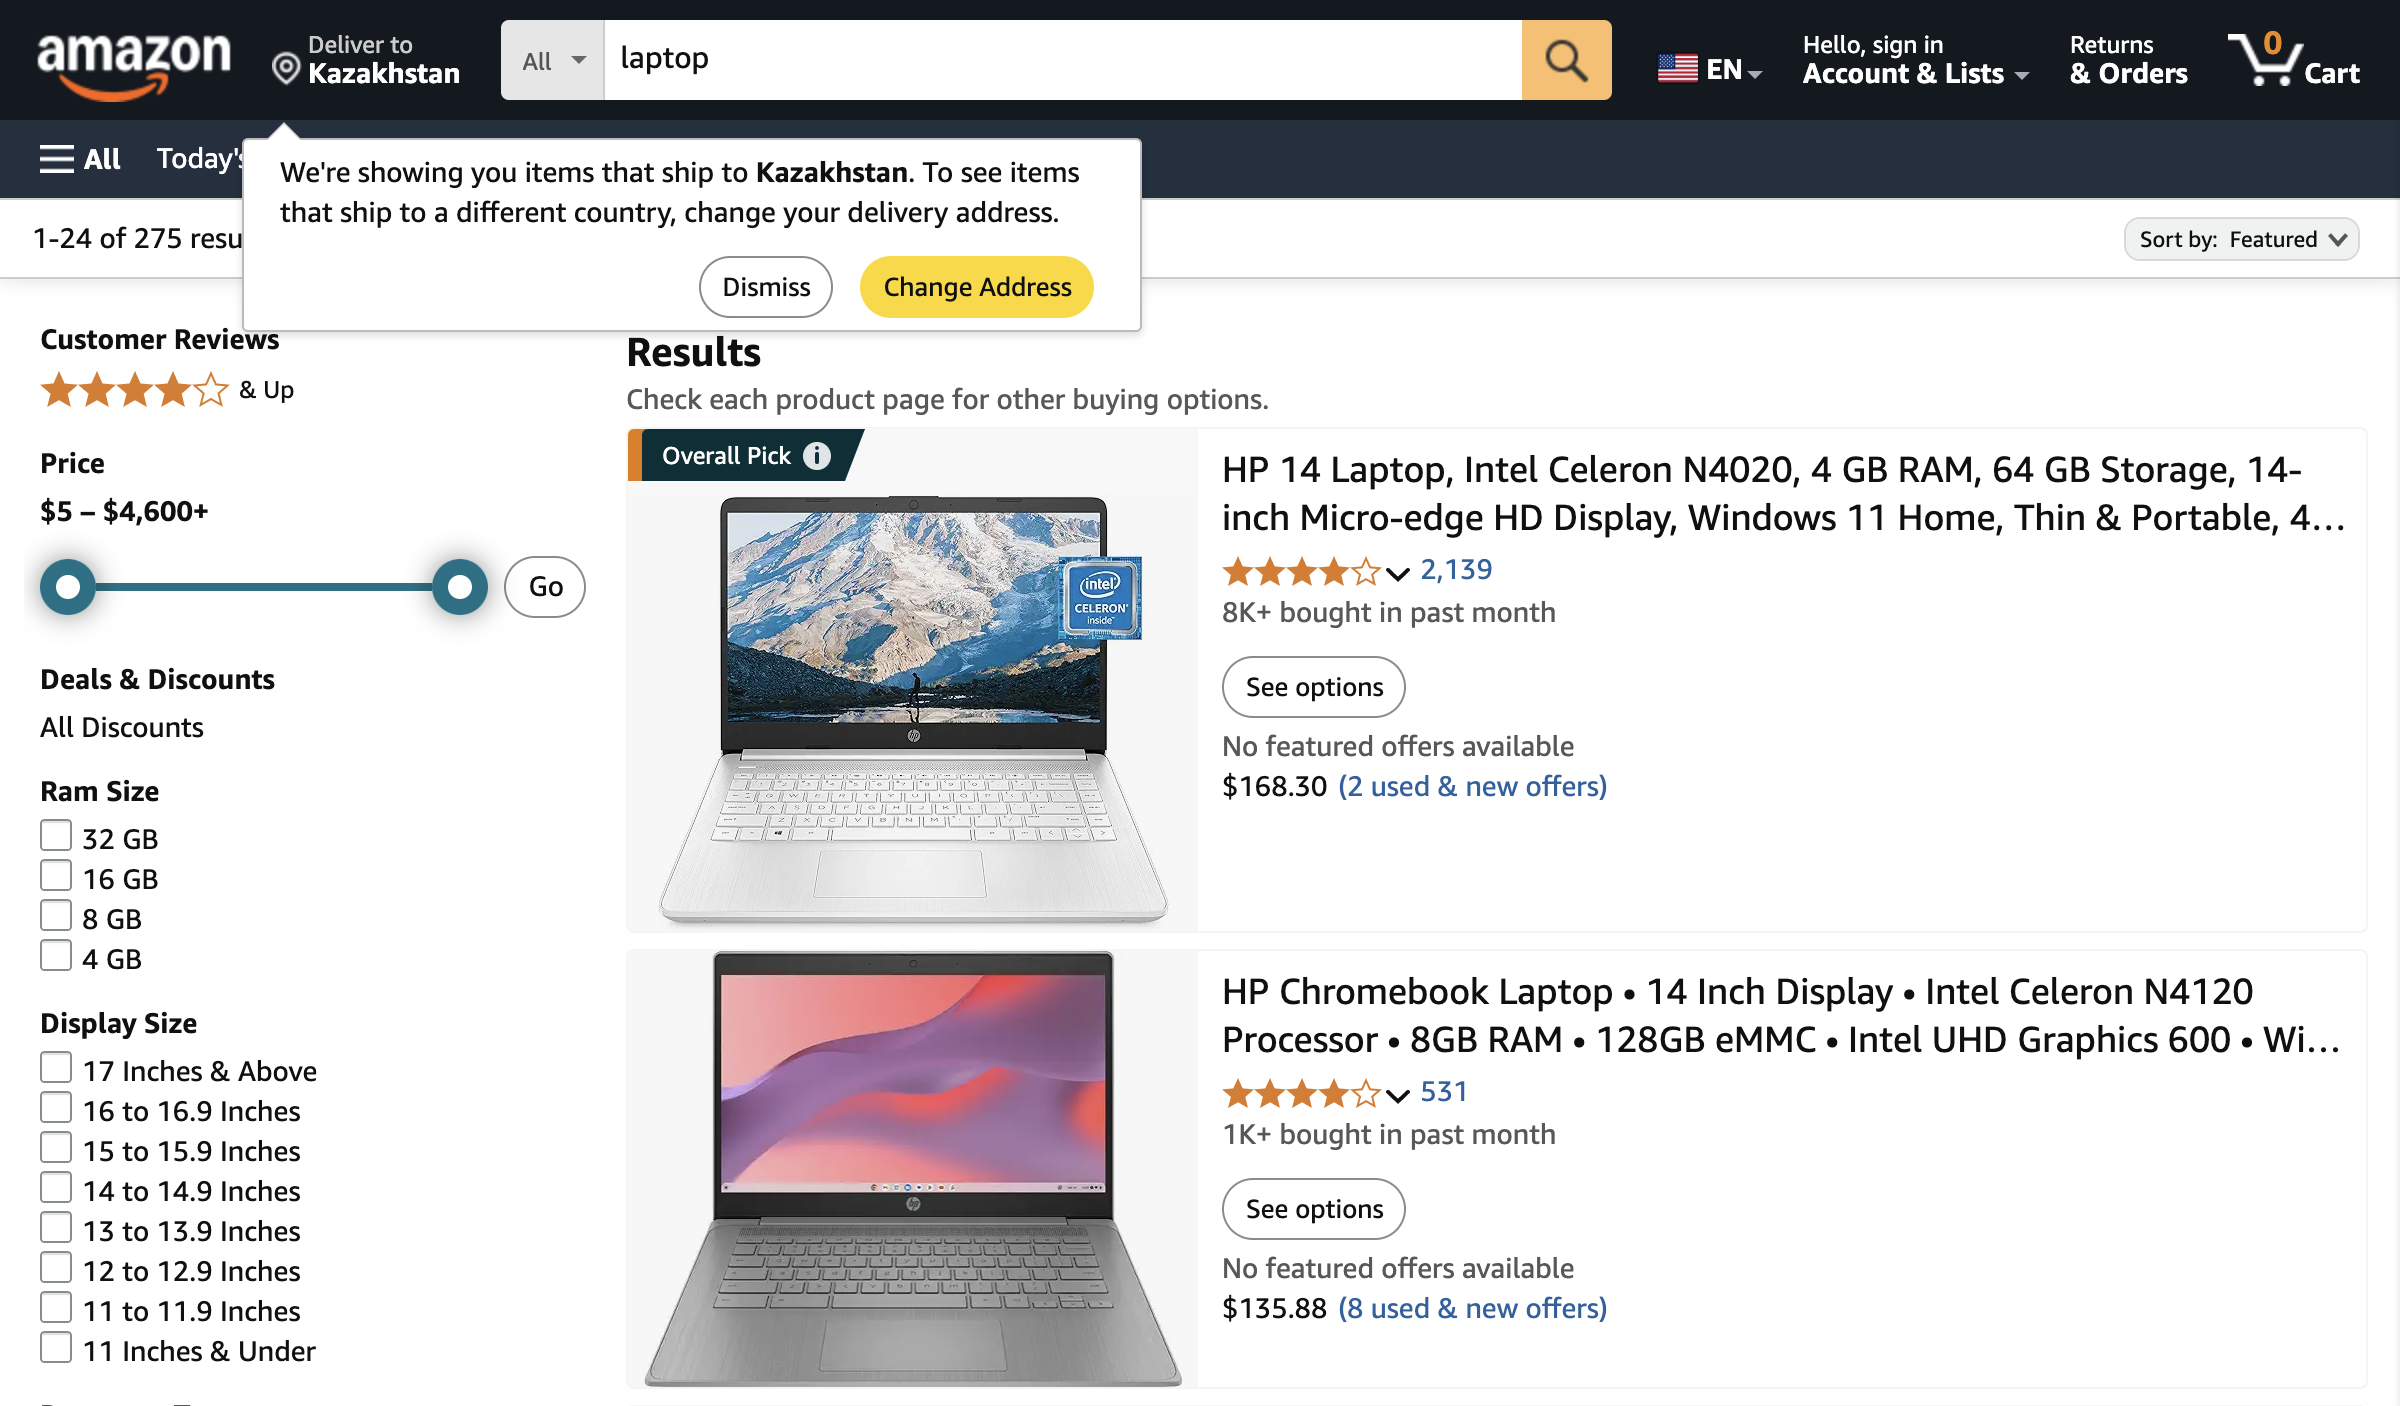 amazon
Deliver to
Kazakhstan
All
laptop
EN
Hello, sign in
Account & Lists
Returns
& Orders
0
Cart
All
Today's
We're showing you items that ship to Kazakhstan. To see items
that ship to a different country, change your delivery address.
Dismiss
Change Address
1-24 of 275 resu
Sort by: Featured
Customer Reviews
& Up
Price
$5 – $4,600+
Go
Deals & Discounts
All Discounts
Ram Size
32 GB
16 GB
8 GB
4 GB
Display Size
17 Inches & Above
16 to 16.9 Inches
15 to 15.9 Inches
14 to 14.9 Inches
13 to 13.9 Inches
12 to 12.9 Inches
11 to 11.9 Inches
11 Inches & Under
Results
Check each product page for other buying options.
Overall Pick
intel
CELERON
inside
hp
HP 14 Laptop, Intel Celeron N4020, 4 GB RAM, 64 GB Storage, 14-
inch Micro-edge HD Display, Windows 11 Home, Thin & Portable, 4...
2,139
8K+ bought in past month
See options
No featured offers available
$168.30 (2 used & new offers)
hp
HP Chromebook Laptop • 14 Inch Display • Intel Celeron N4120
Processor • 8GB RAM • 128GB eMMC • Intel UHD Graphics 600 • Wi...
531
1K+ bought in past month
See options
No featured offers available
$135.88 (8 used & new offers)